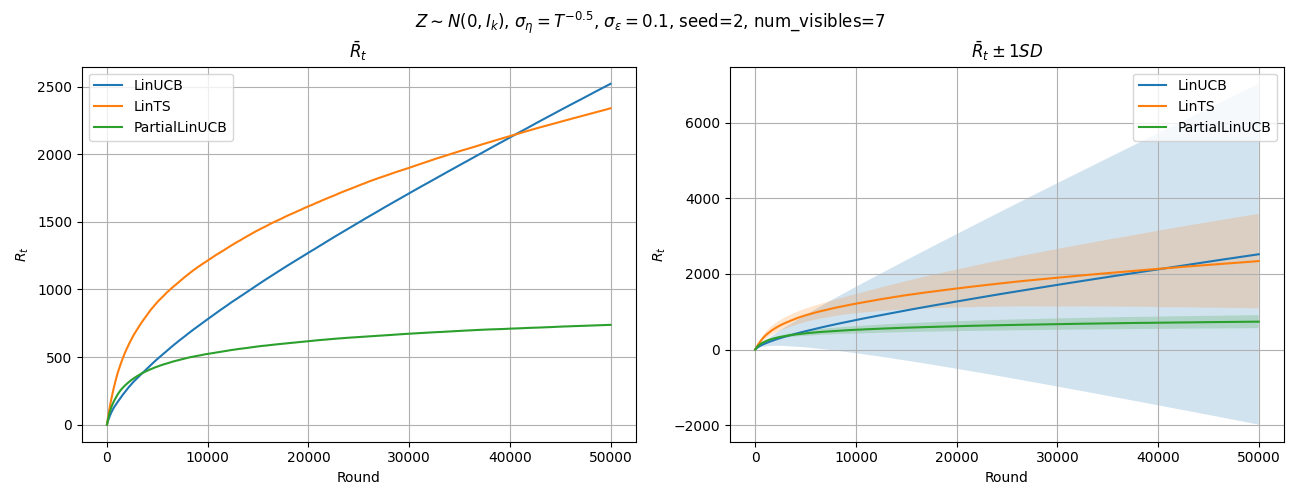 Z ∼ N(0, I_k), σ_η = T^{-0.5}, σ_ε = 0.1, seed=2, num_visibles=7
R̄_t
2500
2000
1500
1000
500
0
R_t
LinUCB
LinTS
PartialLinUCB
0 10000 20000 30000 40000 50000
Round
R̄_t ± 1SD
6000
4000
2000
0
−2000
R_t
LinUCB
LinTS
PartialLinUCB
0 10000 20000 30000 40000 50000
Round